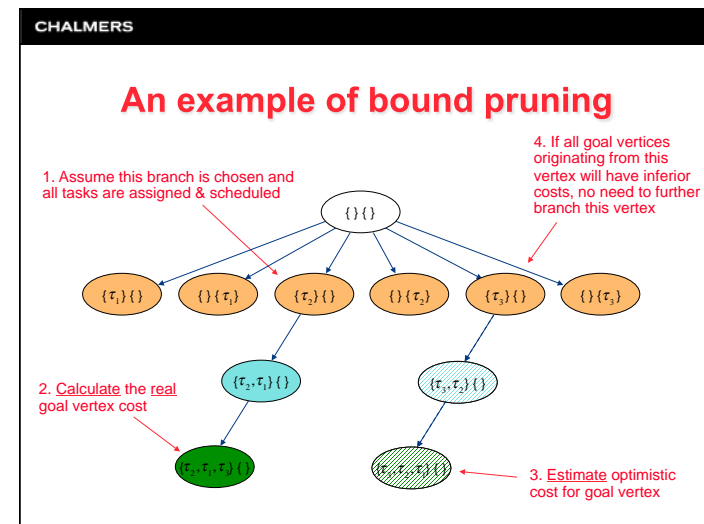 CHALMERS
An example of bound pruning
4. If all goal vertices
originating from this
vertex will have inferior
costs, no need to further
branch this vertex
1. Assume this branch is chosen and
all tasks are assigned & scheduled
{ } { }
{τ₁} { }
{ } {τ₁}
{τ₂} { }
{ } {τ₂}
{τ₃} { }
{ } {τ₃}
{τ₂, τ₁} { }
{τ₃, τ₂} { }
2. Calculate the real
goal vertex cost
{τ₂, τ₁, τ₃} { }
{τ₃, τ₂, τ₁} { }
3. Estimate optimistic
cost for goal vertex